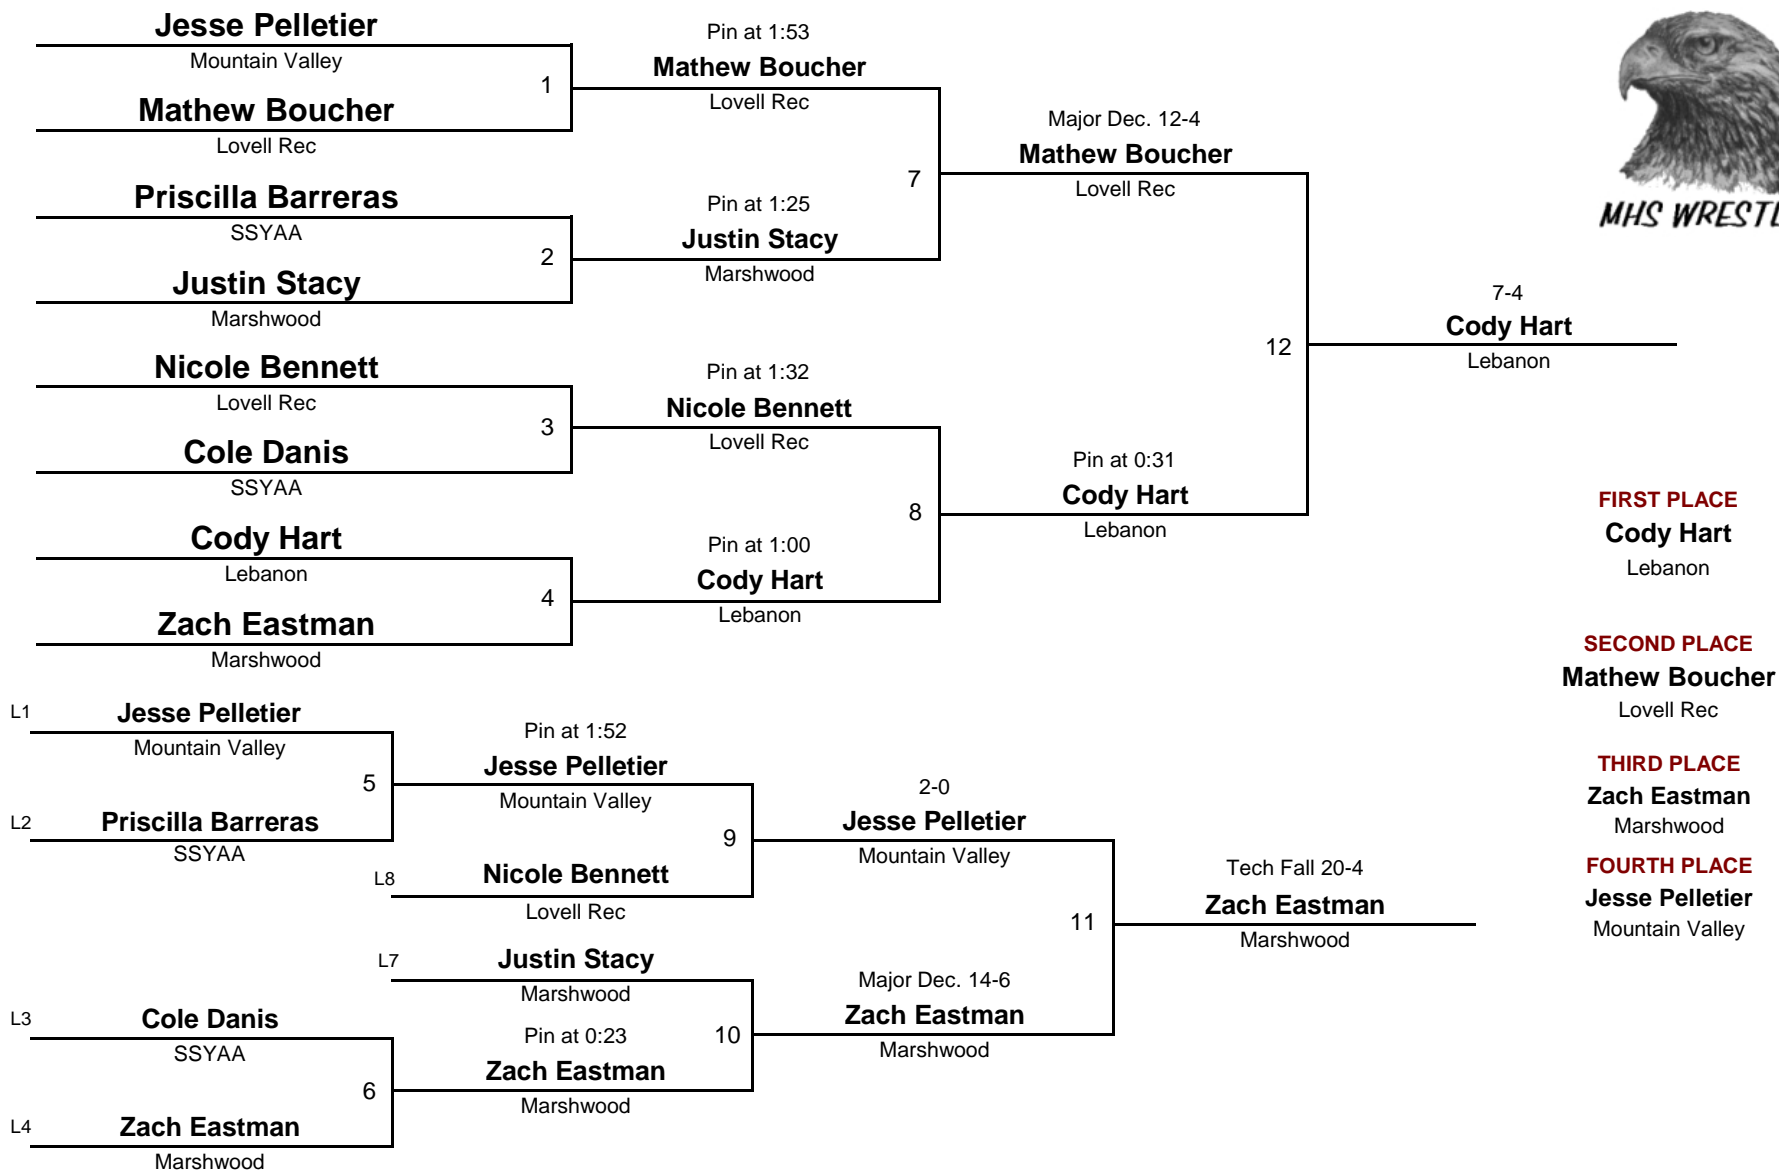 Jesse Pelletier
Mountain Valley
1
Mathew Boucher
Lovell Rec
Priscilla Barreras
SSYAA
2
Justin Stacy
Marshwood
Nicole Bennett
Lovell Rec
3
Cole Danis
SSYAA
Cody Hart
Lebanon
4
Zach Eastman
Marshwood
Pin at 1:53
Mathew Boucher
Lovell Rec
7
Pin at 1:25
Justin Stacy
Marshwood
Pin at 1:32
Nicole Bennett
Lovell Rec
8
Pin at 1:00
Cody Hart
Lebanon
Major Dec. 12-4
Mathew Boucher
Lovell Rec
12
Pin at 0:31
Cody Hart
Lebanon
7-4
Cody Hart
Lebanon
MHS WRESTL
FIRST PLACE
Cody Hart
Lebanon
SECOND PLACE
Mathew Boucher
Lovell Rec
THIRD PLACE
Zach Eastman
Marshwood
FOURTH PLACE
Jesse Pelletier
Mountain Valley
L1 Jesse Pelletier
Mountain Valley
5
L2 Priscilla Barreras
SSYAA
Pin at 1:52
Jesse Pelletier
Mountain Valley
9
L8 Nicole Bennett
Lovell Rec
L7 Justin Stacy
Marshwood
10
L3 Cole Danis
SSYAA
6
L4 Zach Eastman
Marshwood
Pin at 0:23
Zach Eastman
Marshwood
2-0
Jesse Pelletier
Mountain Valley
11
Major Dec. 14-6
Zach Eastman
Marshwood
Tech Fall 20-4
Zach Eastman
Marshwood